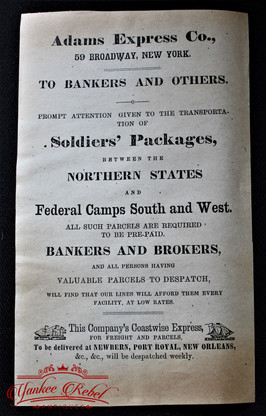 Adams Express Co.,
59 BROADWAY, NEW YORK.
TO BANKERS AND OTHERS.
PROMPT ATTENTION GIVEN TO THE TRANSPORTA-
TION OF
Soldiers' Packages,
BETWEEN THE
NORTHERN STATES
AND
Federal Camps South and West.
ALL SUCH PARCELS ARE REQUIRED
TO BE PRE-PAID.
BANKERS AND BROKERS,
AND ALL PERSONS HAVING
VALUABLE PARCELS TO DESPATCH,
WILL FIND THAT OUR LINES WILL AFFORD THEM EVERY
FACILITY, AT LOW RATES.
This Company's Coastwise Express,
FOR FREIGHT AND PARCELS,
To be delivered at NEWBERN, PORT ROYAL, NEW ORLEANS,
&c., &c., will be despatched weekly.
Yankee Rebel